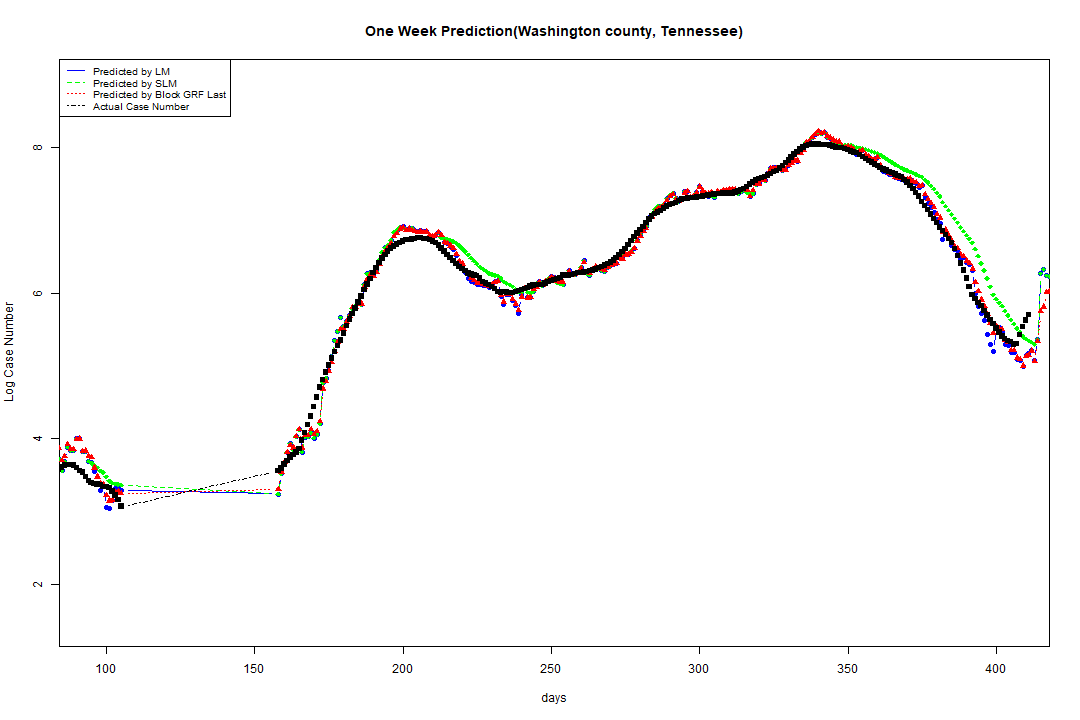 One Week Prediction(Washington county, Tennessee)
Predicted by LM
Predicted by SLM
Predicted by Block GRF Last
Actual Case Number
8
6
4
2
Log Case Number
100 150 200 250 300 350 400
days